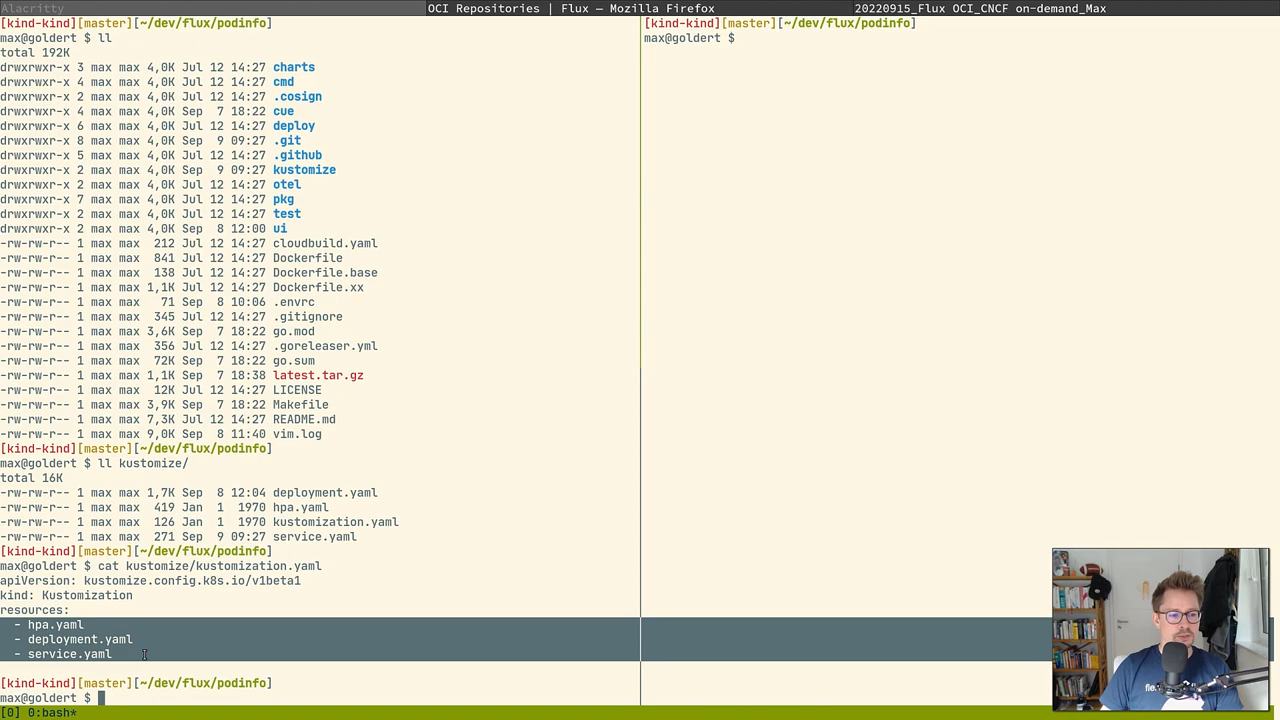 Alacritty
OCI Repositories | Flux — Mozilla Firefox
20220915_Flux OCI_CNCF on-demand_Max
[kind-kind][master][~/dev/flux/podinfo]
max@goldert $ ll
total 192K
drwxrwxr-x 3 max max 4,0K Jul 12 14:27 charts
drwxrwxr-x 4 max max 4,0K Jul 12 14:27 cmd
drwxrwxr-x 2 max max 4,0K Jul 12 14:27 .cosign
drwxrwxr-x 4 max max 4,0K Sep  7 18:22 cue
drwxrwxr-x 6 max max 4,0K Jul 12 14:27 deploy
drwxrwxr-x 8 max max 4,0K Sep  9 09:27 .git
drwxrwxr-x 5 max max 4,0K Jul 12 14:27 .github
drwxrwxr-x 2 max max 4,0K Sep  9 09:27 kustomize
drwxrwxr-x 2 max max 4,0K Jul 12 14:27 otel
drwxrwxr-x 7 max max 4,0K Jul 12 14:27 pkg
drwxrwxr-x 2 max max 4,0K Jul 12 14:27 test
drwxrwxr-x 2 max max 4,0K Sep  8 12:00 ui
-rw-rw-r-- 1 max max  212 Jul 12 14:27 cloudbuild.yaml
-rw-rw-r-- 1 max max  841 Jul 12 14:27 Dockerfile
-rw-rw-r-- 1 max max  138 Jul 12 14:27 Dockerfile.base
-rw-rw-r-- 1 max max 1,1K Jul 12 14:27 Dockerfile.xx
-rw-rw-r-- 1 max max   71 Sep  8 10:06 .envrc
-rw-rw-r-- 1 max max  345 Jul 12 14:27 .gitignore
-rw-rw-r-- 1 max max 3,6K Sep  7 18:22 go.mod
-rw-rw-r-- 1 max max  356 Jul 12 14:27 .goreleaser.yml
-rw-rw-r-- 1 max max  72K Sep  7 18:22 go.sum
-rw-rw-r-- 1 max max 1,1K Sep  7 18:38 latest.tar.gz
-rw-rw-r-- 1 max max  12K Jul 12 14:27 LICENSE
-rw-rw-r-- 1 max max 3,9K Sep  7 18:22 Makefile
-rw-rw-r-- 1 max max 7,3K Jul 12 14:27 README.md
-rw-rw-r-- 1 max max 9,0K Sep  8 11:40 vim.log
[kind-kind][master][~/dev/flux/podinfo]
max@goldert $ ll kustomize/
total 16K
-rw-rw-r-- 1 max max 1,7K Sep  8 12:04 deployment.yaml
-rw-rw-r-- 1 max max  419 Jan  1  1970 hpa.yaml
-rw-rw-r-- 1 max max  126 Jan  1  1970 kustomization.yaml
-rw-rw-r-- 1 max max  271 Sep  9 09:27 service.yaml
[kind-kind][master][~/dev/flux/podinfo]
max@goldert $ cat kustomize/kustomization.yaml
apiVersion: kustomize.config.k8s.io/v1beta1
kind: Kustomization
resources:
  - hpa.yaml
  - deployment.yaml
  - service.yaml
[kind-kind][master][~/dev/flux/podinfo]
max@goldert $
[kind-kind][master][~/dev/flux/podinfo]
max@goldert $
[0] 0:bash*